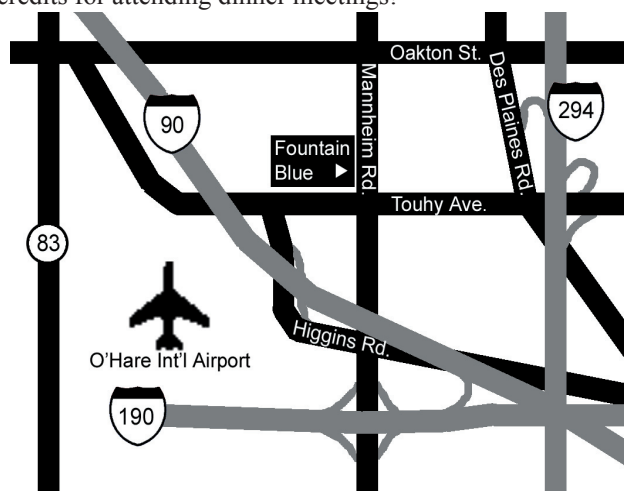 credits for attending dinner meetings!
Oakton St.
Mannheim Rd.
Des Plaines Rd.
294
90
Fountain
Blue
Touhy Ave.
83
Higgins Rd.
O'Hare Int'l Airport
190